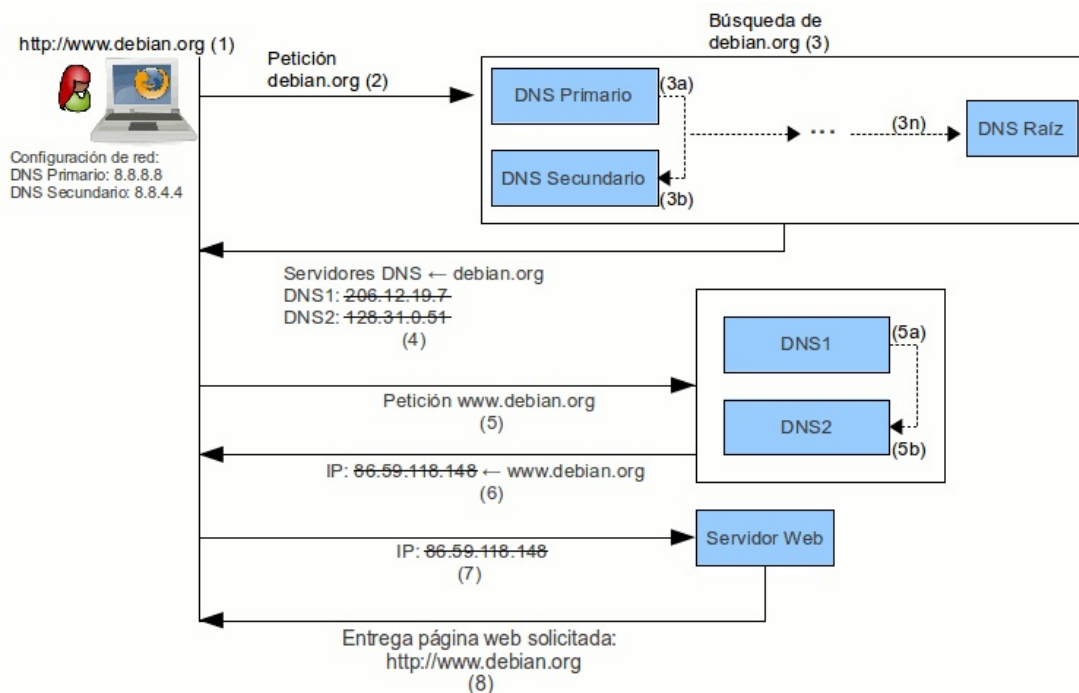 http://www.debian.org (1)
Configuración de red:
DNS Primario: 8.8.8.8
DNS Secundario: 8.8.4.4
Petición
debian.org (2)
Búsqueda de
debian.org (3)
DNS Primario
(3a)
DNS Secundario
(3b)
...
(3n)
DNS Raíz
Servidores DNS ← debian.org
DNS1: 206.12.19.7
DNS2: 128.31.0.51
(4)
DNS1
(5a)
DNS2
(5b)
Petición www.debian.org
(5)
IP: 86.59.118.148 ← www.debian.org
(6)
IP: 86.59.118.148
(7)
Servidor Web
Entrega página web solicitada:
http://www.debian.org
(8)